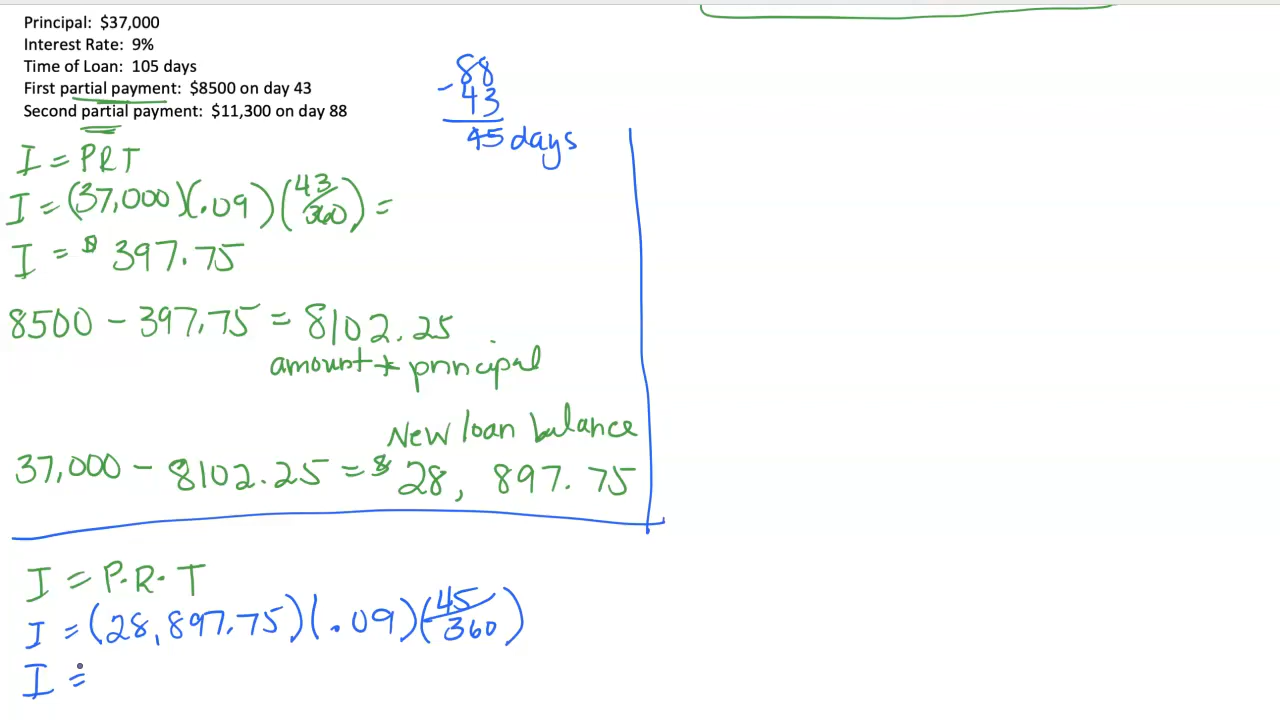 Principal: $37,000
Interest Rate: 9%
Time of Loan: 105 days
First partial payment: $8500 on day 43
Second partial payment: $11,300 on day 88
88
- 43
45 days
I = PRT
I = (37,000)(.09)(43/360) =
I = $ 397.75
8500 - 397.75 = 8102.25
amount → principal
New loan balance
37,000 - 8102.25 = $ 28, 897.75
I = P·R·T
I = (28,897.75)(.09)(45/360)
I =